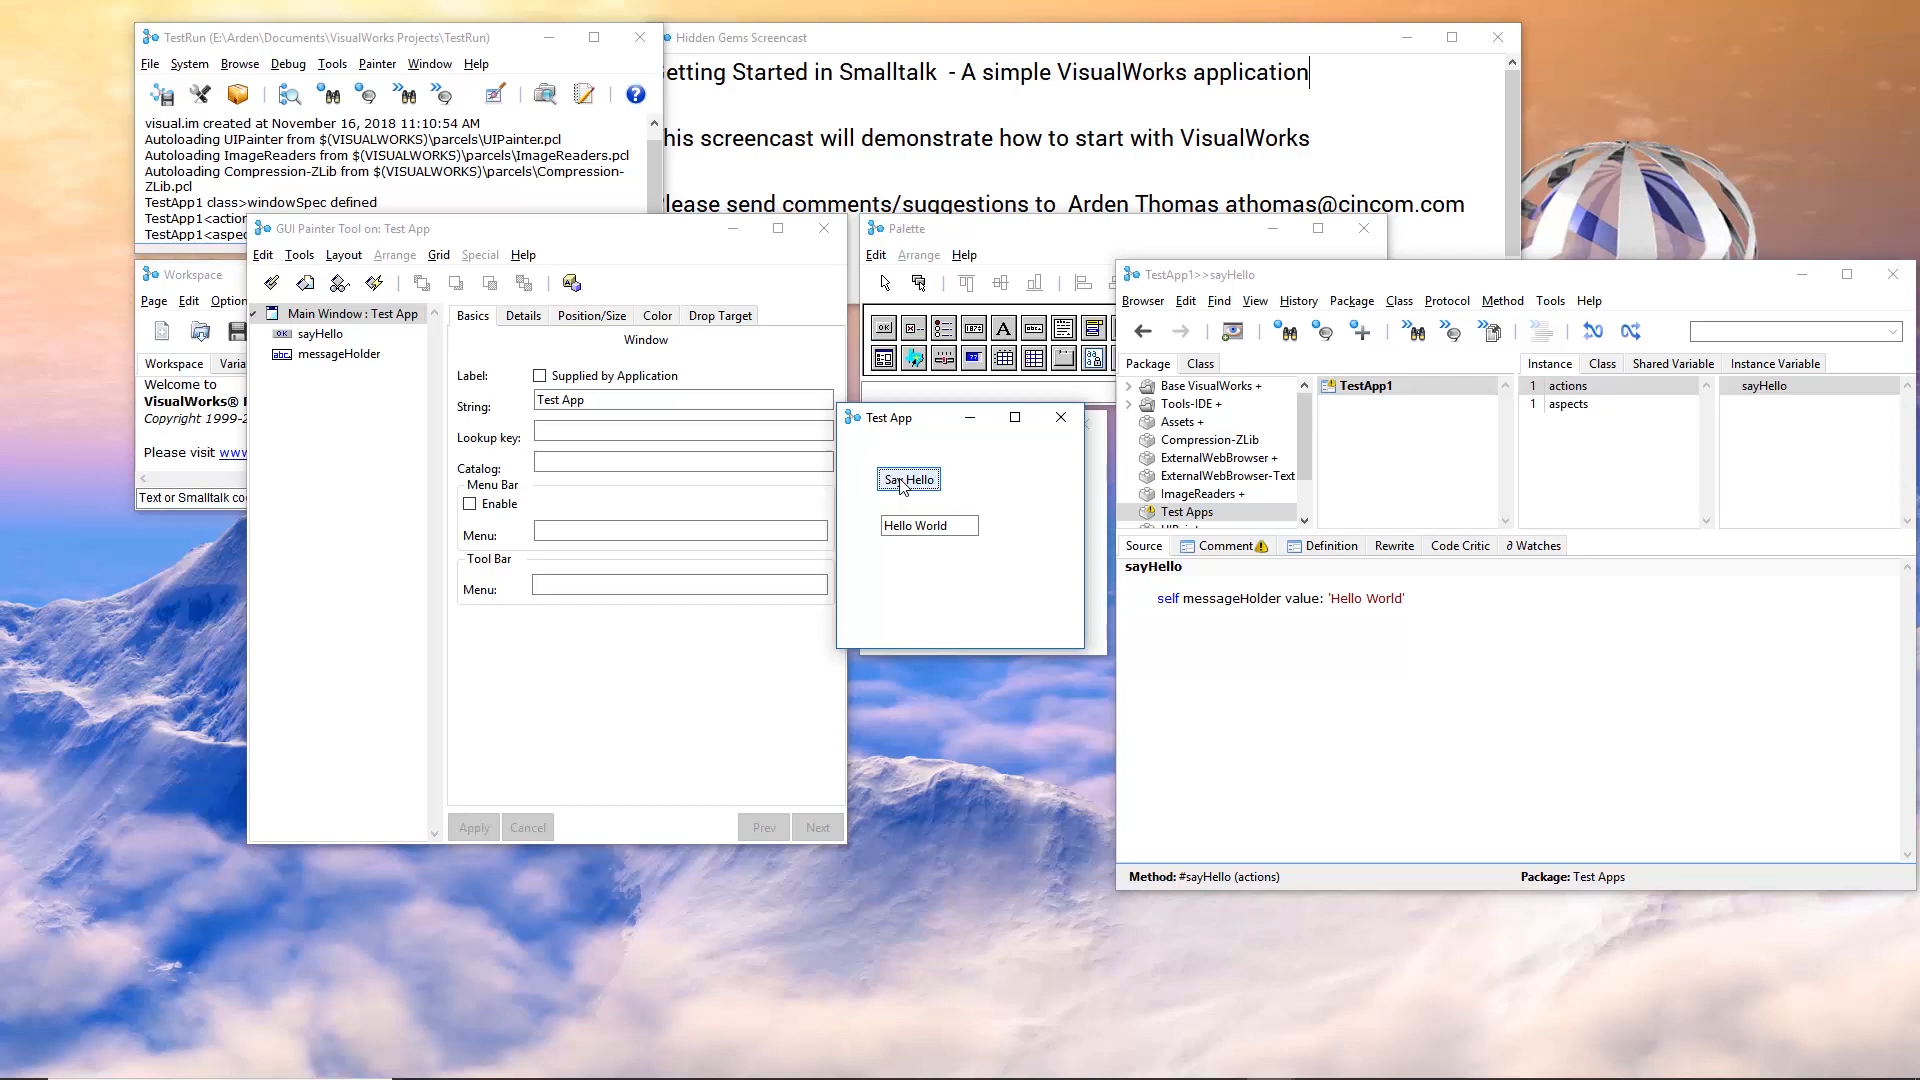 TestRun (E:\Arden\Documents\VisualWorks Projects\TestRun)
File System Browse Debug Tools Painter Window Help
visual.im created at November 16, 2018 11:10:54 AM
Autoloading UIPainter from $(VISUALWORKS)\parcels\UIPainter.pcl
Autoloading ImageReaders from $(VISUALWORKS)\parcels\ImageReaders.pcl
Autoloading Compression-ZLib from $(VISUALWORKS)\parcels\Compression-
ZLib.pcl
TestApp1 class>windowSpec defined
TestApp1<action
TestApp1<aspec
Hidden Gems Screencast
etting Started in Smalltalk - A simple VisualWorks application
his screencast will demonstrate how to start with VisualWorks
lease send comments/suggestions to Arden Thomas athomas@cincom.com
Workspace
Page Edit Option
Workspace Varia
Welcome to
VisualWorks®
Copyright 1999-2
Please visit www
Text or Smalltalk co
GUI Painter Tool on: Test App
Edit Tools Layout Arrange Grid Special Help
Main Window : Test App
OK sayHello
abc messageHolder
Basics Details Position/Size Color Drop Target
Window
Label: Supplied by Application
String: Test App
Lookup key:
Catalog:
Menu Bar
Enable
Menu:
Tool Bar
Menu:
Apply Cancel Prev Next
Palette
Edit Arrange Help
Test App
Say Hello
Hello World
TestApp1>>sayHello
Browser Edit Find View History Package Class Protocol Method Tools Help
Package Class
Base VisualWorks +
Tools-IDE +
Assets +
Compression-ZLib
ExternalWebBrowser +
ExternalWebBrowser-Text
ImageReaders +
Test Apps
TestApp1
Instance Class Shared Variable Instance Variable
1 actions
1 aspects
sayHello
Source Comment Definition Rewrite Code Critic ∂ Watches
sayHello
self messageHolder value: 'Hello World'
Method: #sayHello (actions) Package: Test Apps